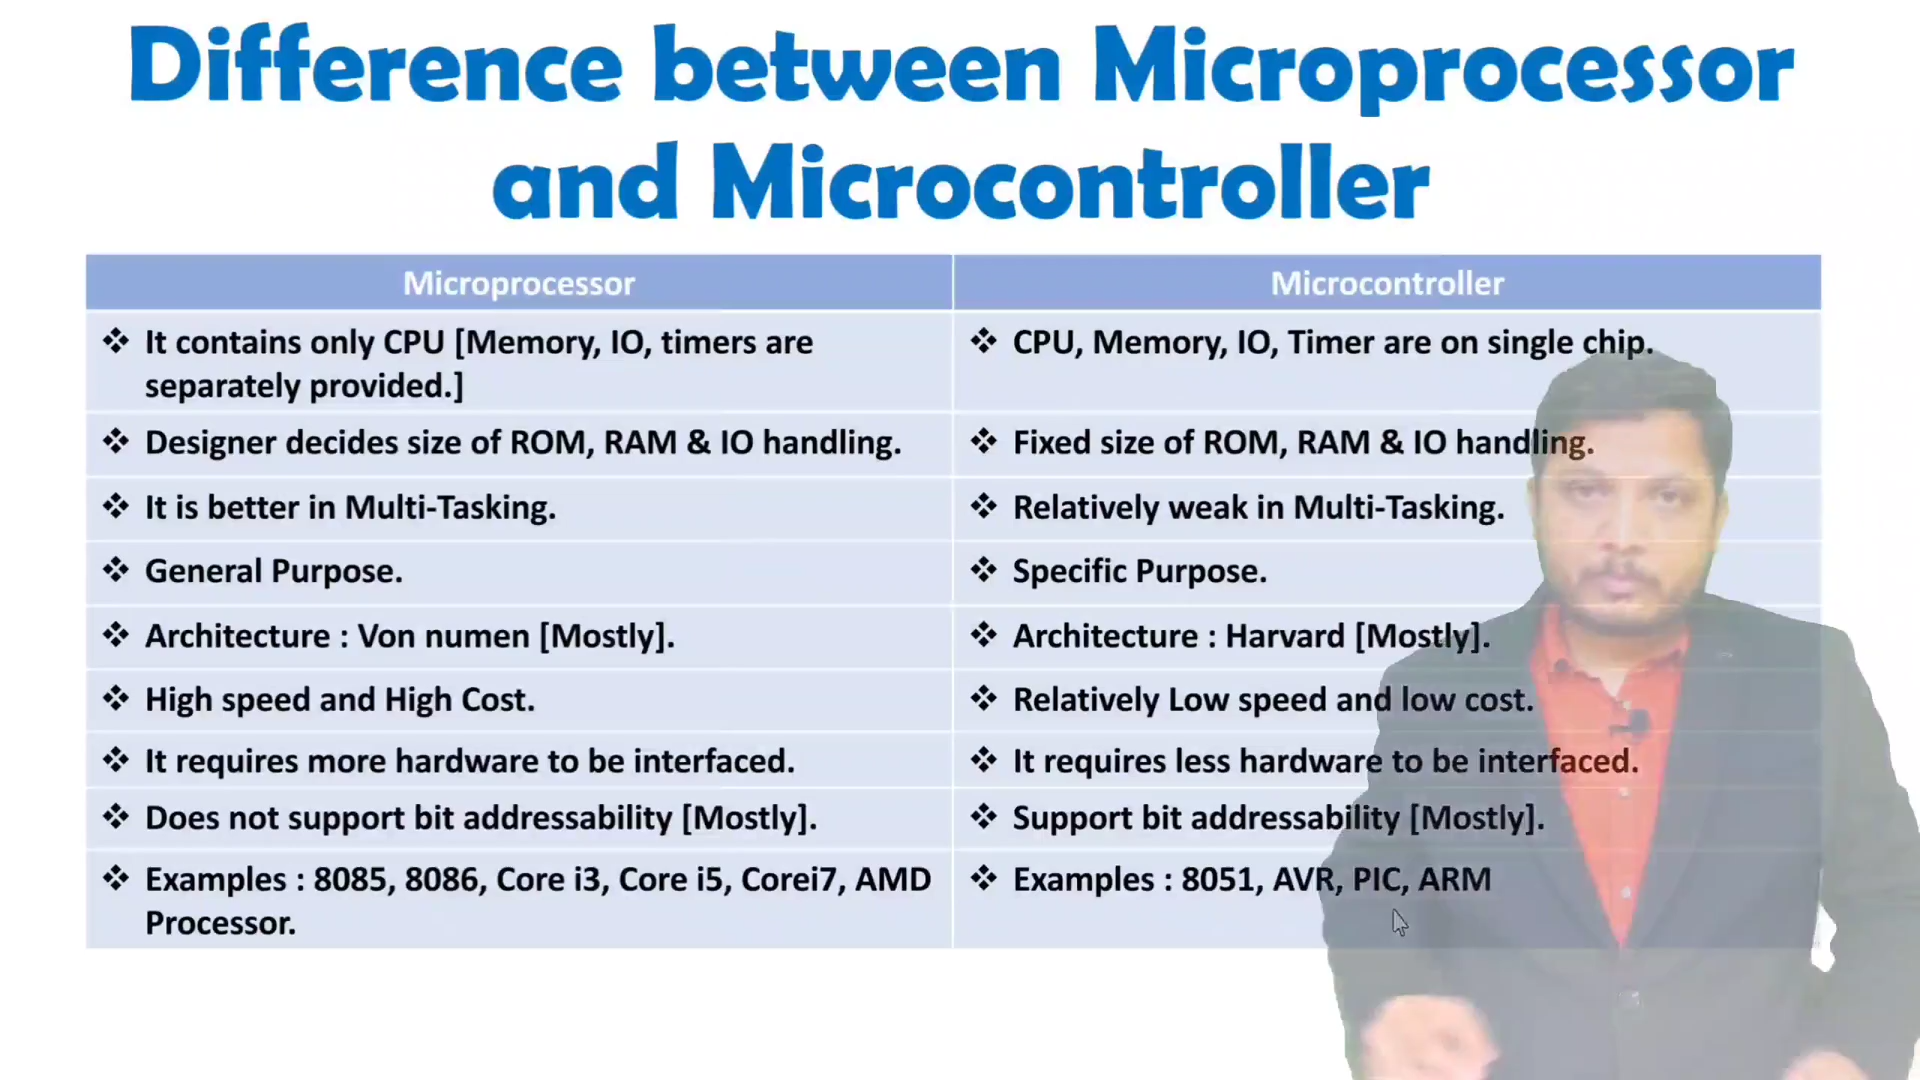 Difference between Microprocessor
and Microcontroller
Microprocessor
Microcontroller
It contains only CPU [Memory, IO, timers are
separately provided.]
CPU, Memory, IO, Timer are on single chip.
Designer decides size of ROM, RAM & IO handling.
Fixed size of ROM, RAM & IO handling.
It is better in Multi-Tasking.
Relatively weak in Multi-Tasking.
General Purpose.
Specific Purpose.
Architecture : Von numen [Mostly].
Architecture : Harvard [Mostly].
High speed and High Cost.
Relatively Low speed and low cost.
It requires more hardware to be interfaced.
It requires less hardware to be interfaced.
Does not support bit addressability [Mostly].
Support bit addressability [Mostly].
Examples : 8085, 8086, Core i3, Core i5, Corei7, AMD
Processor.
Examples : 8051, AVR, PIC, ARM